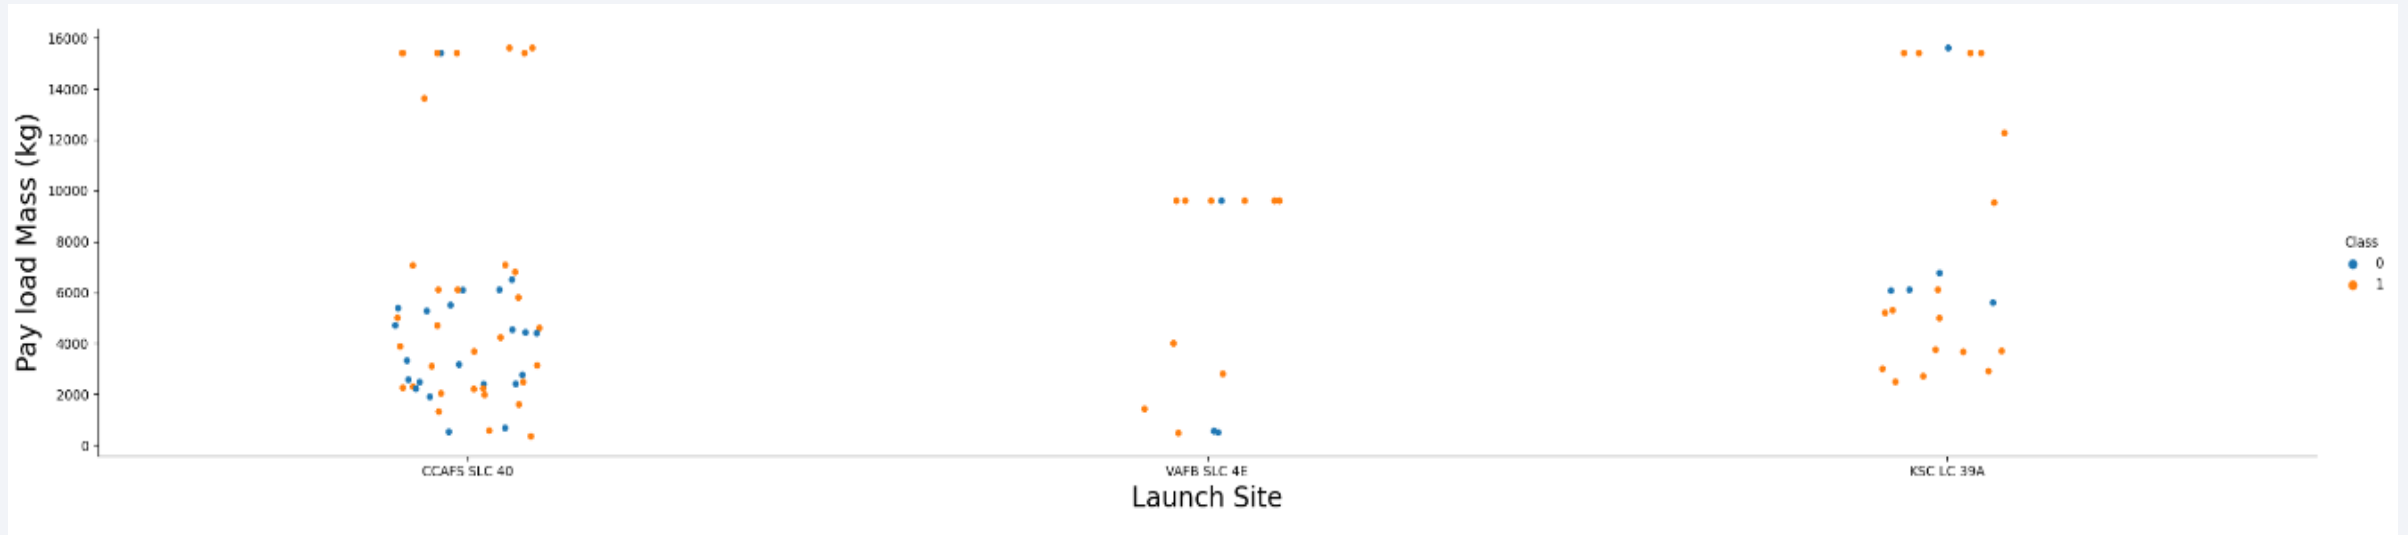 Pay load Mass (kg)
16000
14000
12000
10000
8000
6000
4000
2000
0
CCAFS SLC 40
VAFB SLC 4E
KSC LC 39A
Launch Site
Class
0
1